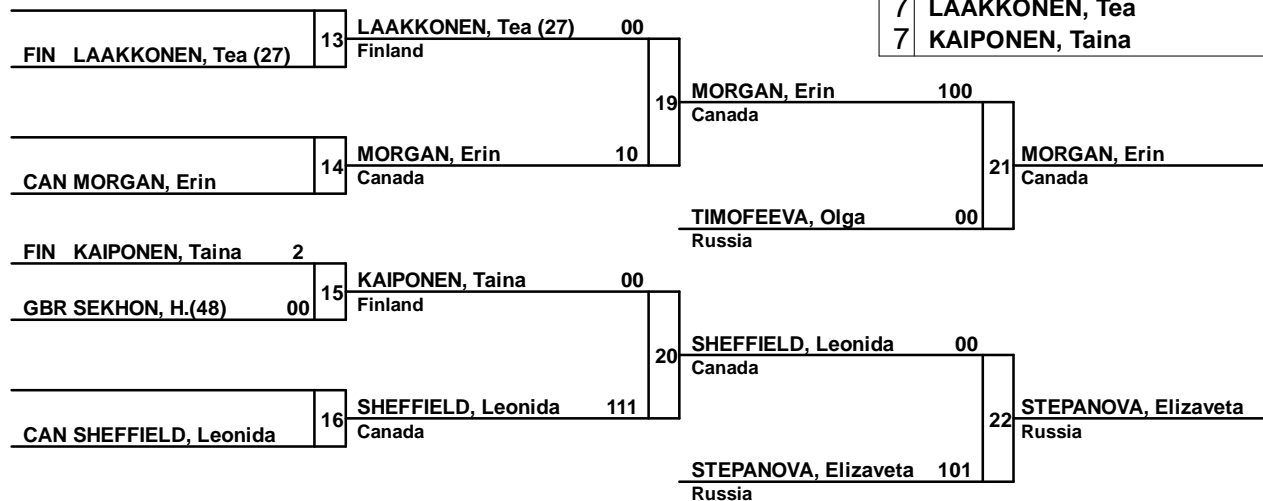 7 LAAKKONEN, Tea
7 KAIPONEN, Taina
13 LAAKKONEN, Tea (27) 00
Finland
FIN LAAKKONEN, Tea (27)
19 MORGAN, Erin 100
Canada
14 MORGAN, Erin 10
Canada
CAN MORGAN, Erin
21 MORGAN, Erin
Canada
TIMOFEEVA, Olga 00
Russia
FIN KAIPONEN, Taina 2
15 KAIPONEN, Taina 00
Finland
GBR SEKHON, H.(48) 00
20 SHEFFIELD, Leonida 00
Canada
16 SHEFFIELD, Leonida 111
Canada
CAN SHEFFIELD, Leonida
22 STEPANOVA, Elizaveta
Russia
STEPANOVA, Elizaveta 101
Russia